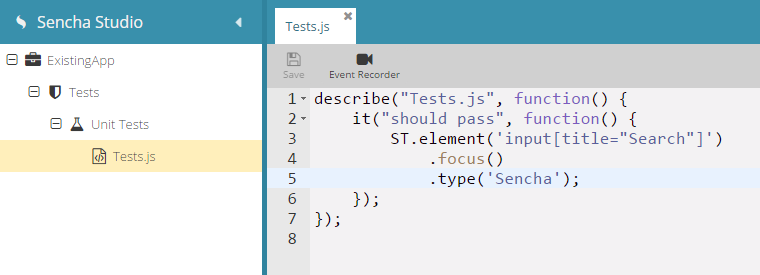 Sencha Studio
ExistingApp
Tests
Unit Tests
Tests.js
Tests.js
Save
Event Recorder
1 describe("Tests.js", function() {
2     it("should pass", function() {
3         ST.element('input[title="Search"]')
4             .focus()
5             .type('Sencha');
6     });
7 });
8